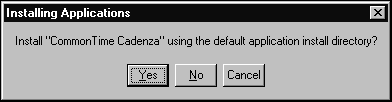 Installing Applications
Install "CommonTime Cadenza" using the default application install directory?
Yes No Cancel